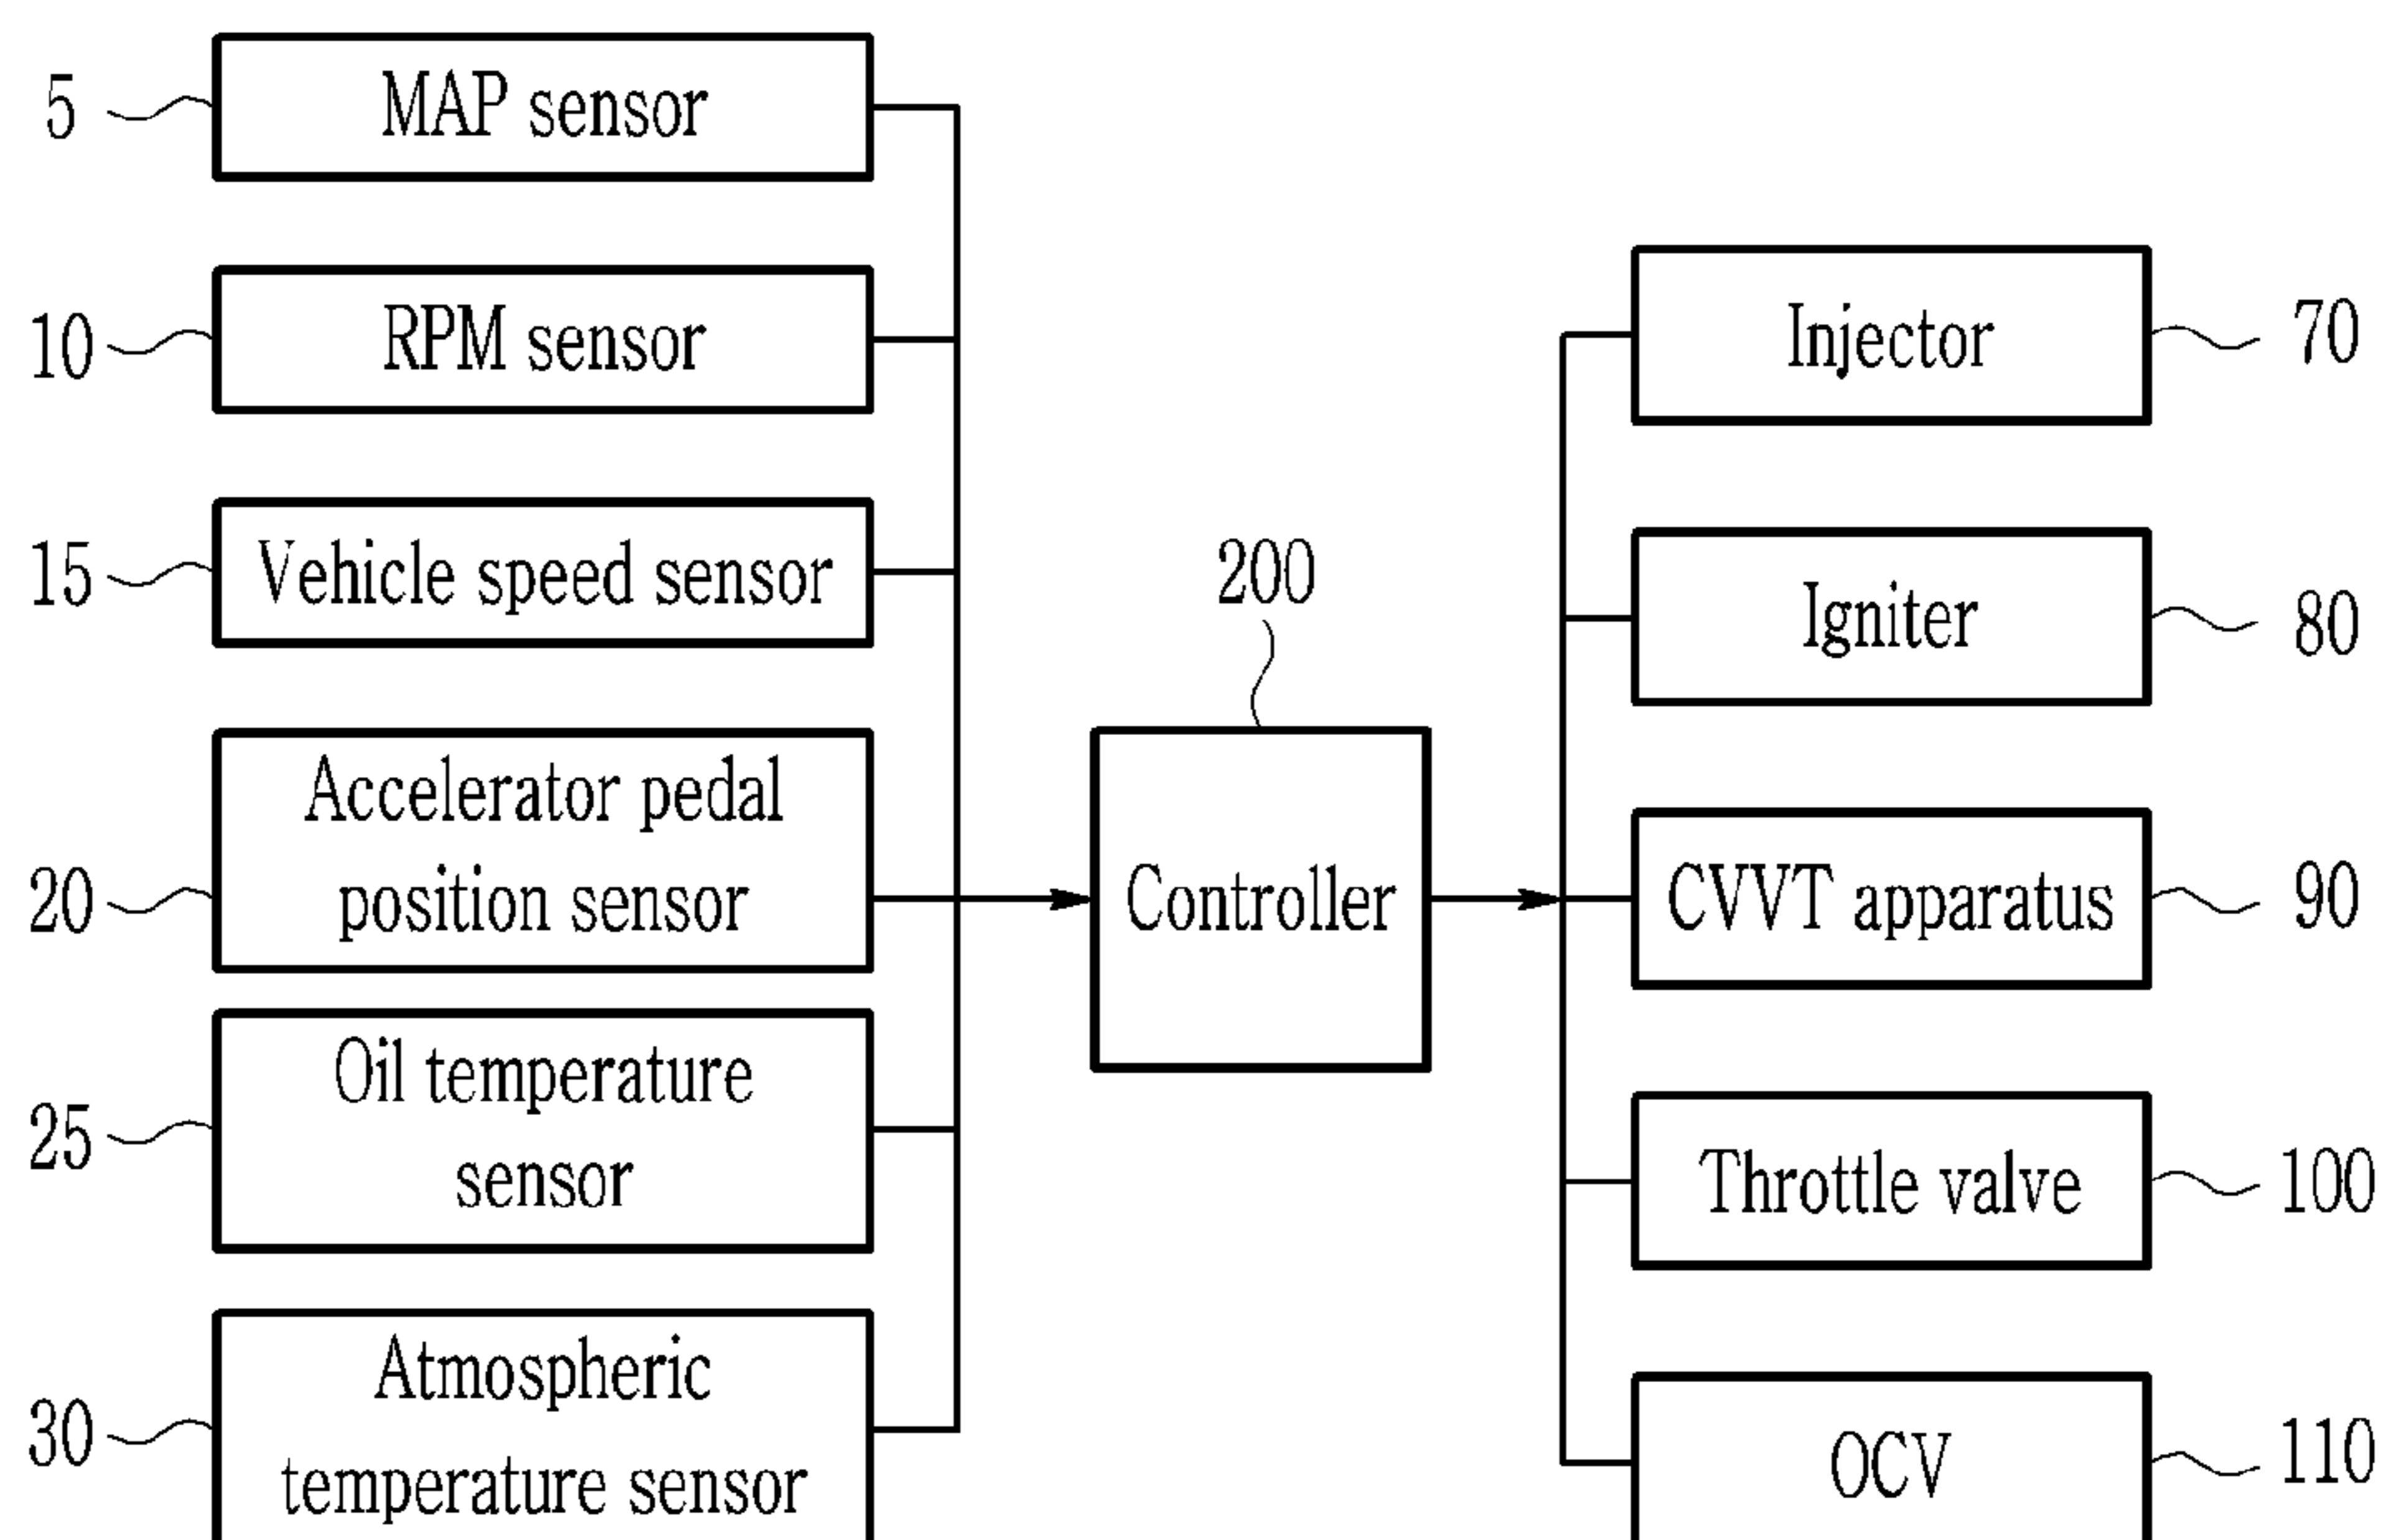 5
MAP sensor
10
RPM sensor
15
Vehicle speed sensor
20
Accelerator pedal
position sensor
25
Oil temperature
sensor
30
Atmospheric
temperature sensor
200
Controller
Injector
70
Igniter
80
CVVT apparatus
90
Throttle valve
100
OCV
110